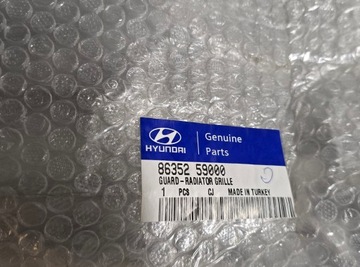 HYUNDAI
Genuine
Parts
86352 59000
GUARD-RADIATOR GRILLE
1 PCS CJ MADE IN TURKEY